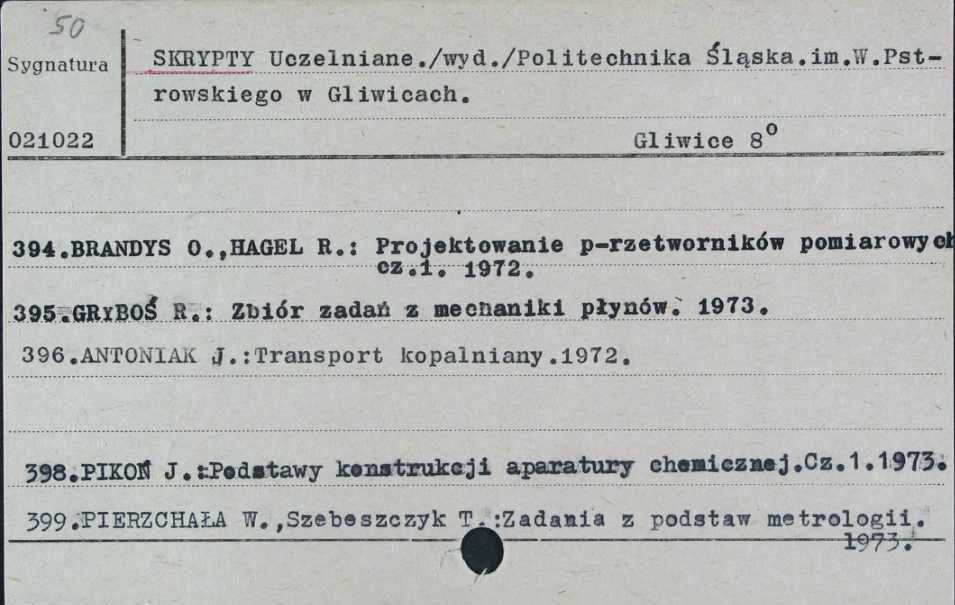 50
Sygnatura
SKRYPTY Uczelniane./wyd./Politechnika Śląska.im.W.Pst-
rowskiego w Gliwicach.
021022
Gliwice 8°
394.BRANDYS O.,HAGEL R.: Projektowanie p-rzetworników pomiarowych
cz.1. 1972.
395.GRYBOŚ R.: Zbiór zadań z mechaniki płynów. 1973.
396.ANTONIAK J.:Transport kopalniany.1972.
398.PIKOŃ J.:Podstawy konstrukcji aparatury chemicznej.Cz.1.1973.
399.PIERZCHAŁA W.,Szebeszczyk T.:Zadania z podstaw metrologii.
1973.